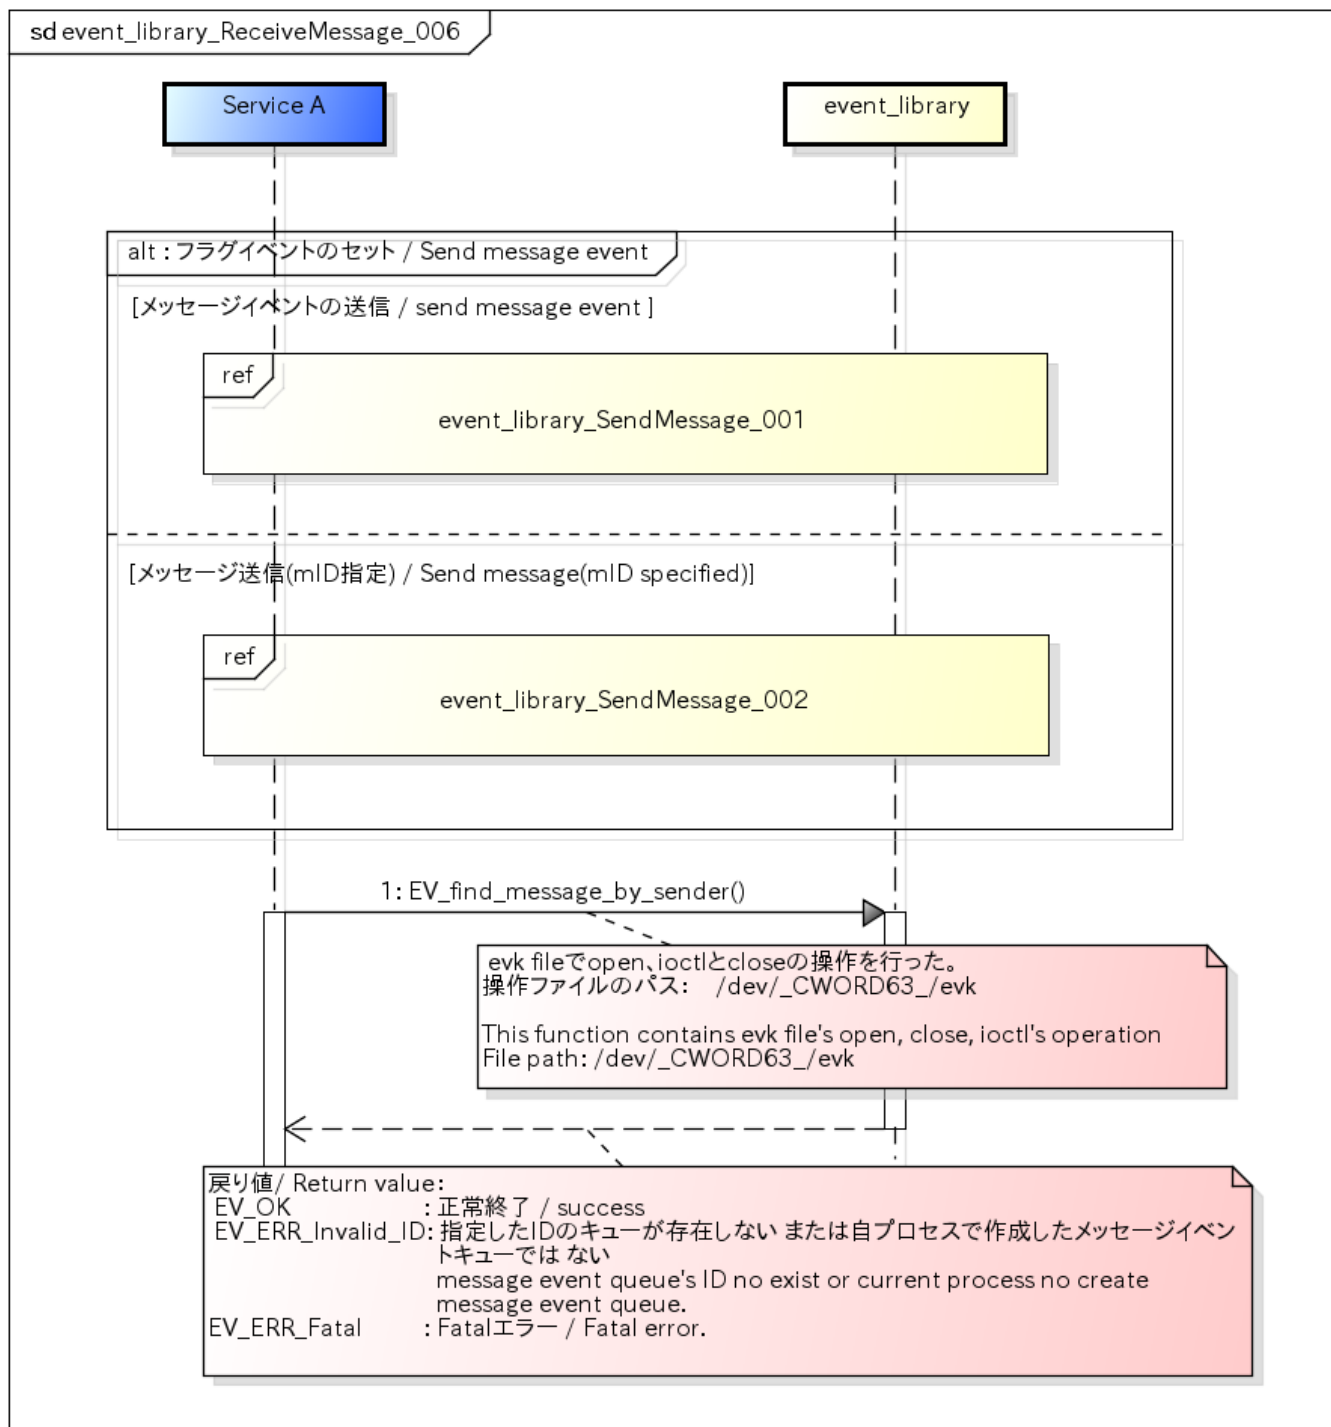 sd event_library_ReceiveMessage_006
Service A
event_library
alt : フラグイベントのセット / Send message event
[メッセージイベントの送信 / send message event ]
ref
event_library_SendMessage_001
[メッセージ送信(mID指定) / Send message(mID specified)]
ref
event_library_SendMessage_002
1: EV_find_message_by_sender()
evk fileでopen、ioctlとcloseの操作を行った。
操作ファイルのパス: /dev/_CWORD63_/evk
This function contains evk file's open, close, ioctl's operation
File path: /dev/_CWORD63_/evk
戻り値/ Return value:
EV_OK : 正常終了 / success
EV_ERR_Invalid_ID: 指定したIDのキューが存在しない または自プロセスで作成したメッセージイベン
トキューでは ない
message event queue's ID no exist or current process no create
message event queue.
EV_ERR_Fatal : Fatalエラー / Fatal error.